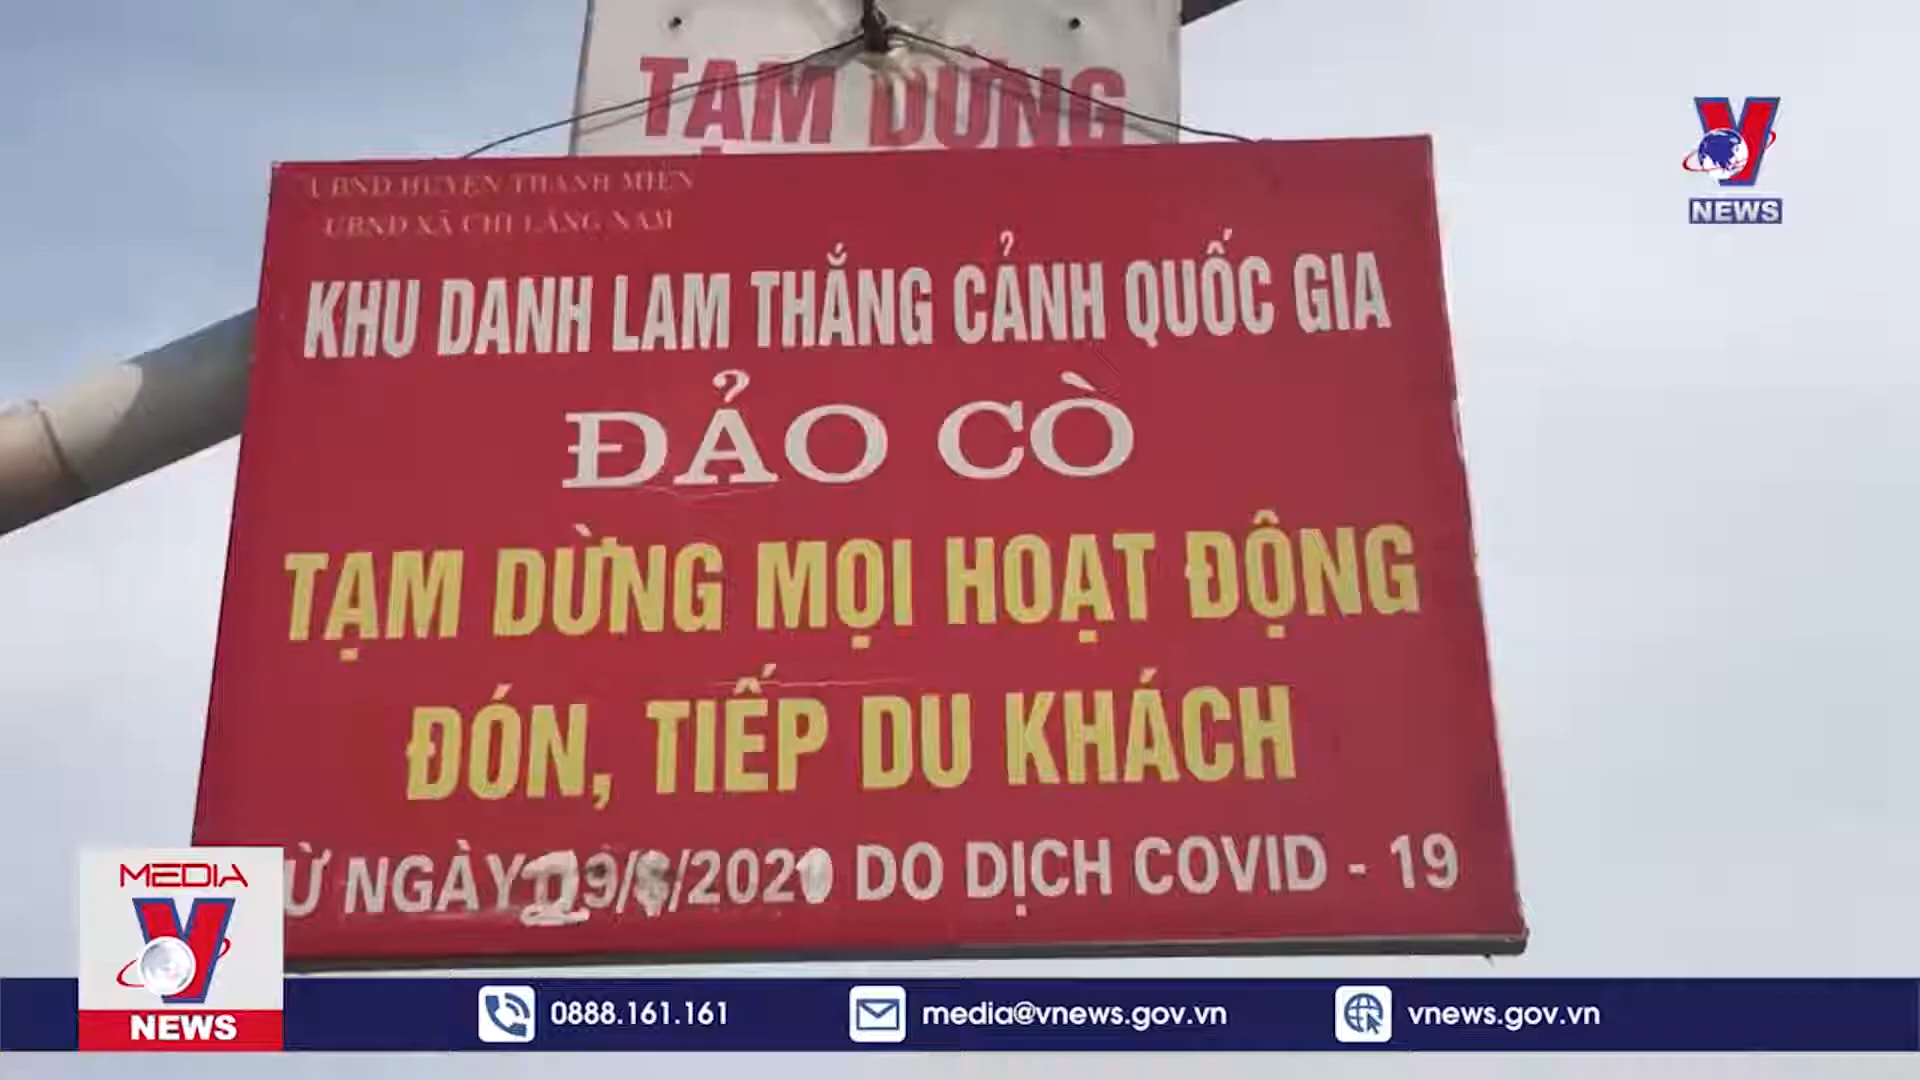 TẠM DỪNG
UBND HUYỆN THANH MIỆN
UBND XÃ CHI LĂNG NAM
KHU DANH LAM THẮNG CẢNH QUỐC GIA
ĐẢO CÒ
TẠM DỪNG MỌI HOẠT ĐỘNG
ĐÓN, TIẾP DU KHÁCH
Ừ NGÀY DO DỊCH COVID - 19
V NEWS
MEDIA
V NEWS
0888.161.161
media@vnews.gov.vn
vnews.gov.vn